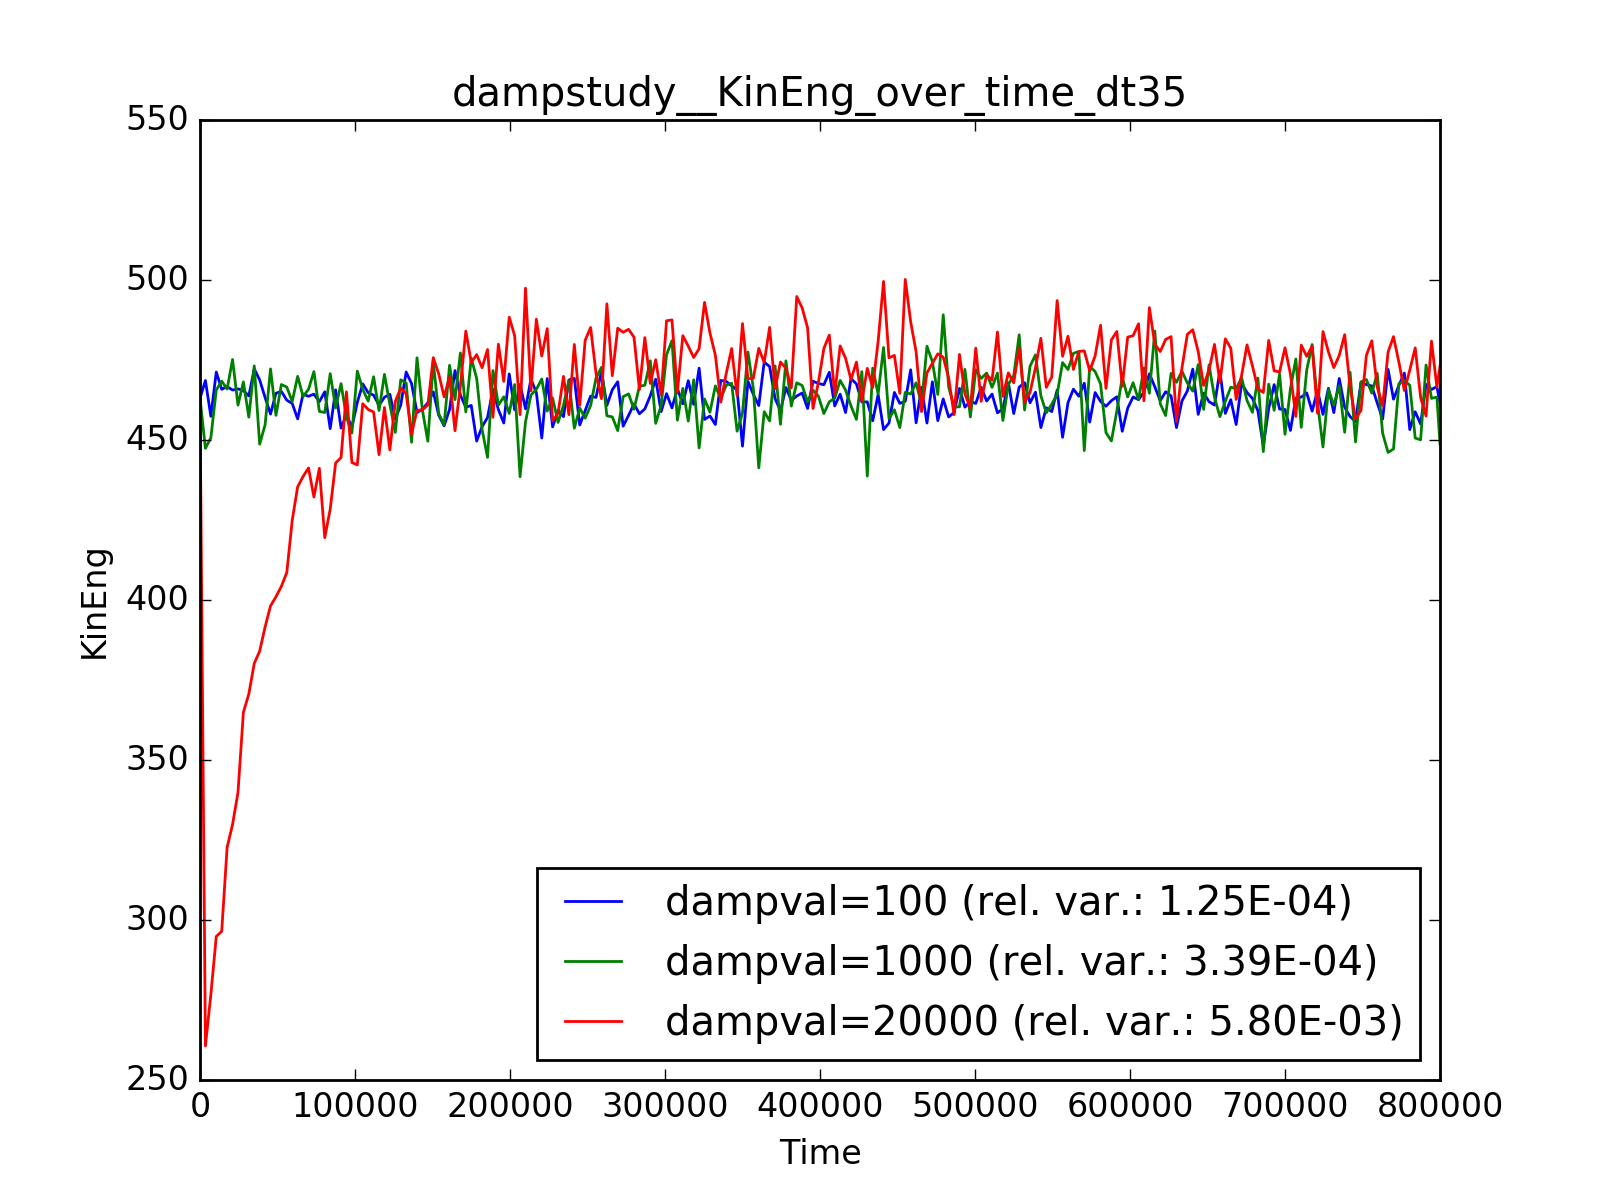 dampstudy__KinEng_over_time_dt35
550
500
450
400
350
300
250
KinEng
dampval=100 (rel. var.: 1.25E-04)
dampval=1000 (rel. var.: 3.39E-04)
dampval=20000 (rel. var.: 5.80E-03)
0 100000 200000 300000 400000 500000 600000 700000 800000
Time